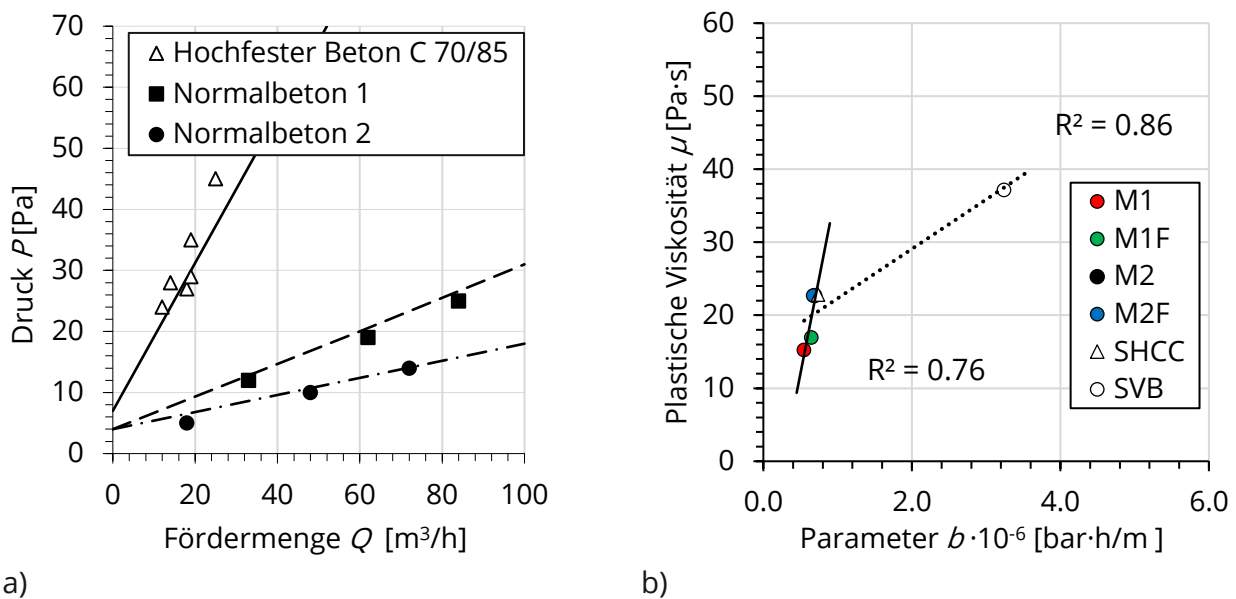 70
60
50
40
30
20
10
0
Druck P [Pa]
Hochfester Beton C 70/85
Normalbeton 1
Normalbeton 2
0 20 40 60 80 100
Fördermenge Q [m³/h]
a)
60
50
40
30
20
10
0
Plastische Viskosität μ [Pa·s]
R² = 0.86
R² = 0.76
M1
M1F
M2
M2F
SHCC
SVB
0.0 2.0 4.0 6.0
Parameter b·10⁻⁶ [bar·h/m ]
b)